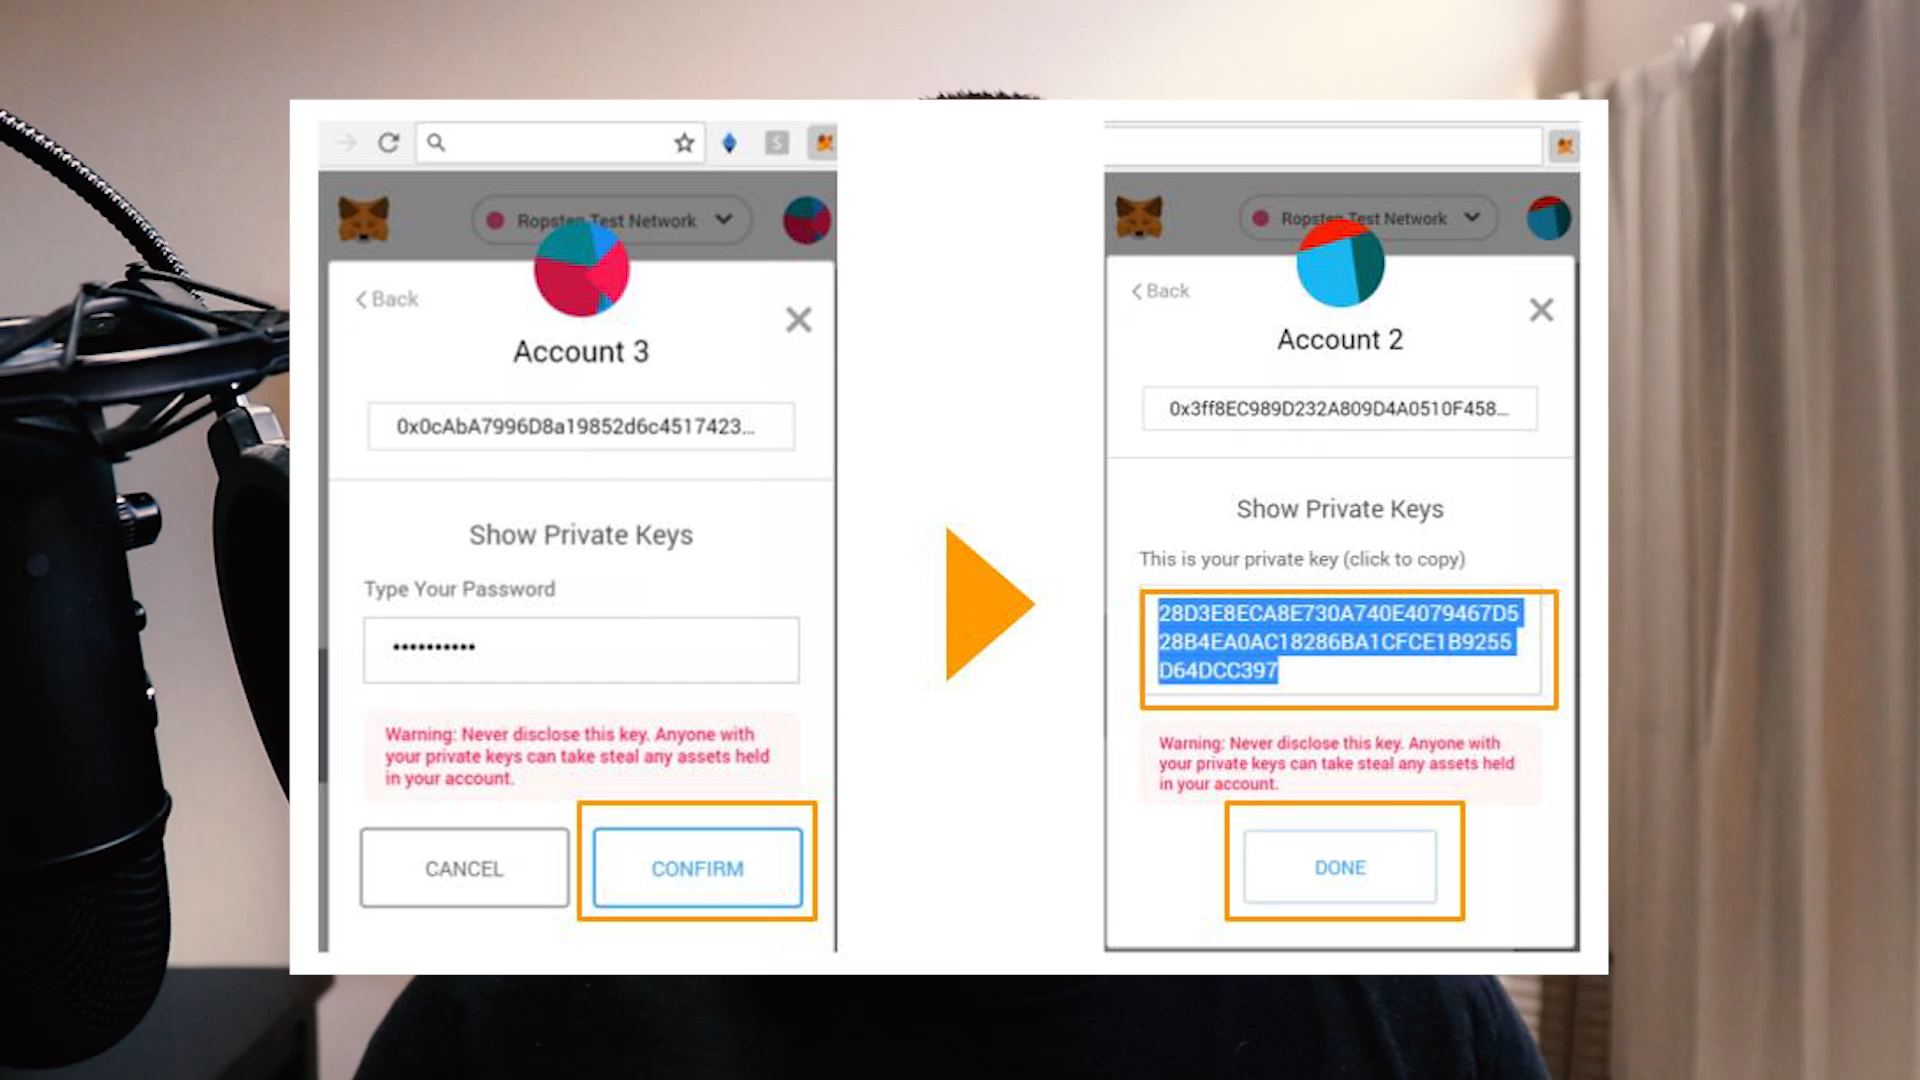 Ropsten Test Network
Back
Account 3
0x0cAbA7996D8a19852d6c4517423...
Show Private Keys
Type Your Password
••••••••••
Warning: Never disclose this key. Anyone with
your private keys can take steal any assets held
in your account.
CANCEL
CONFIRM
Ropsten Test Network
Back
Account 2
0x3ff8EC989D232A809D4A0510F458...
Show Private Keys
This is your private key (click to copy)
28D3E8ECA8E730A740E4079467D5
28B4EA0AC18286BA1CFCE1B9255
D64DCC397
Warning: Never disclose this key. Anyone with
your private keys can take steal any assets held
in your account.
DONE